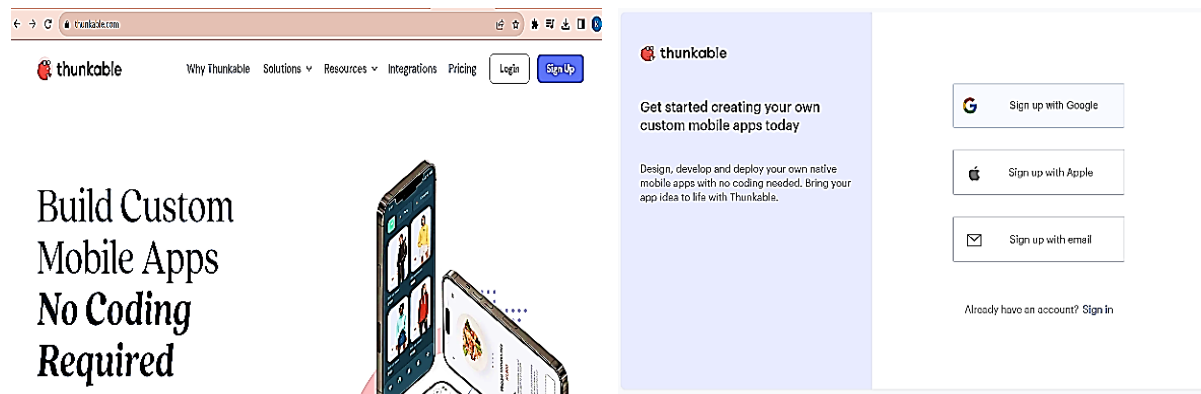 thunkable.com
thunkable
Why Thunkable
Solutions
Resources
Integrations
Pricing
Login
Sign Up
Build Custom
Mobile Apps
No Coding
Required
thunkable
Get started creating your own
custom mobile apps today
Design, develop and deploy your own native
mobile apps with no coding needed. Bring your
app idea to life with Thunkable.
Sign up with Google
Sign up with Apple
Sign up with email
Already have an account? Sign in